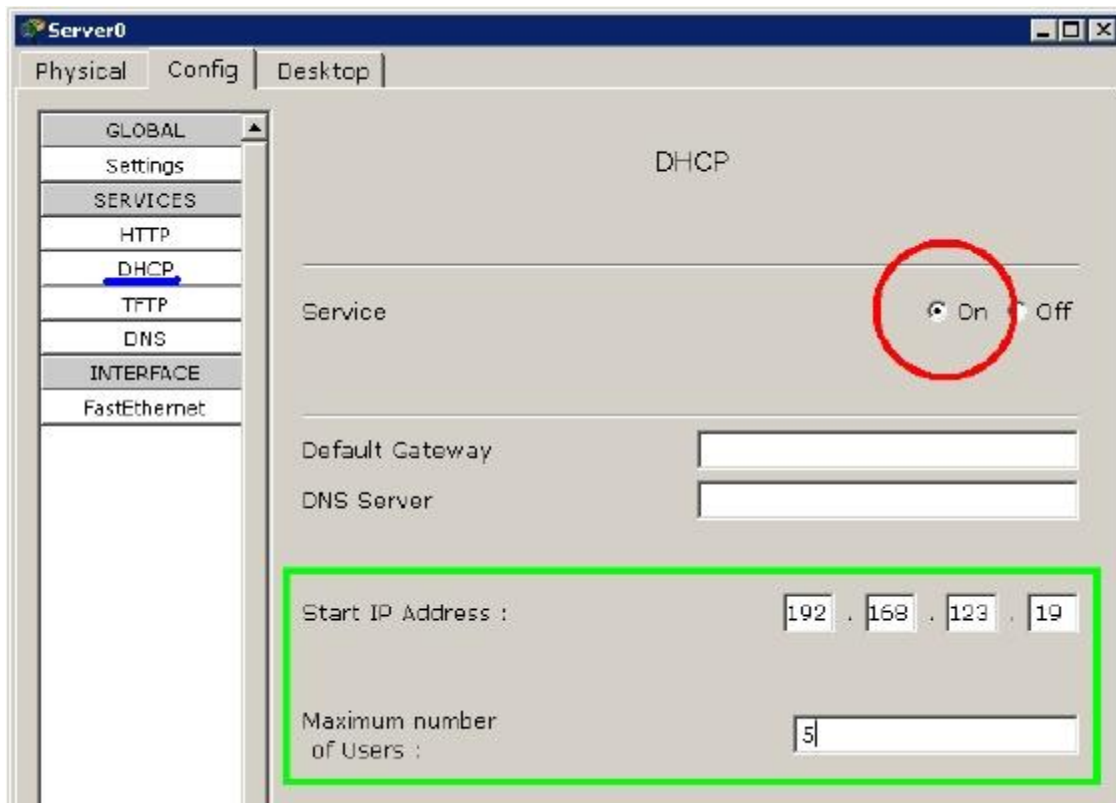 Server0
Physical Config Desktop
GLOBAL
Settings
SERVICES
HTTP
DHCP
TFTP
DNS
INTERFACE
FastEthernet
DHCP
Service On Off
Default Gateway
DNS Server
Start IP Address : 192 . 168 . 123 . 19
Maximum number
of Users : 5